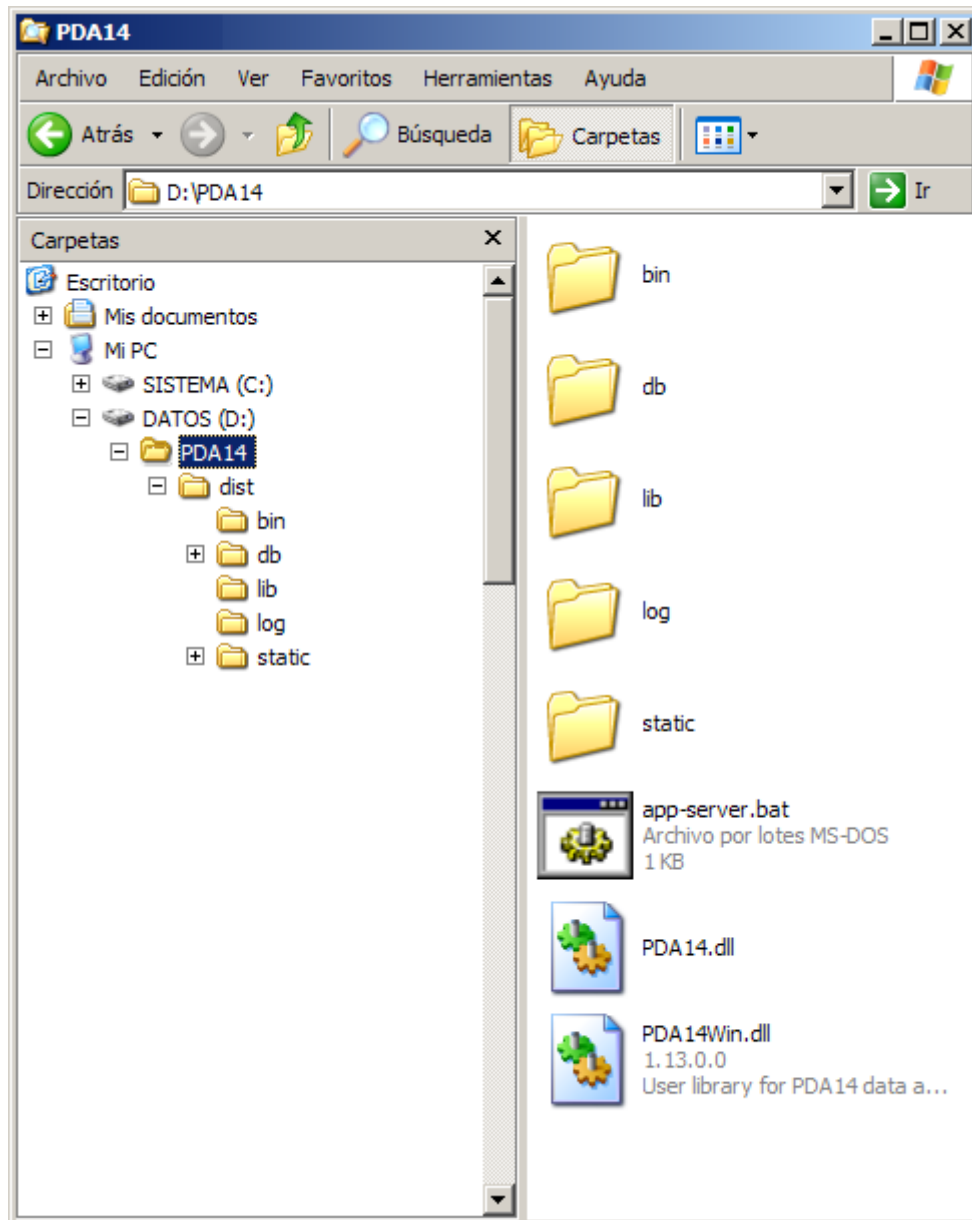 PDA14
Archivo Edición Ver Favoritos Herramientas Ayuda
Atrás Búsqueda Carpetas
Dirección D:\PDA14 Ir
Carpetas
Escritorio
Mis documentos
Mi PC
SISTEMA (C:)
DATOS (D:)
PDA14
dist
bin
db
lib
log
static
bin
db
lib
log
static
app-server.bat
Archivo por lotes MS-DOS
1 KB
PDA14.dll
PDA14Win.dll
1.13.0.0
User library for PDA14 data a...